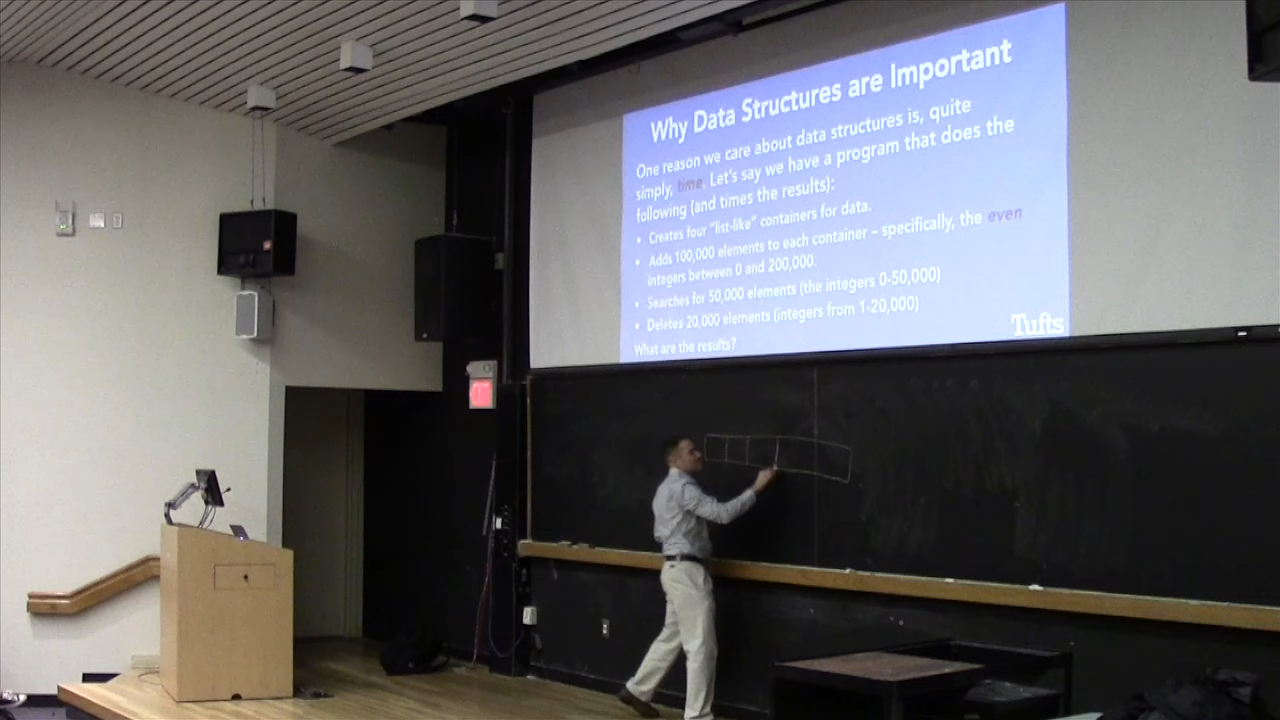 Why Data Structures are Important
One reason we care about data structures is, quite
simply, time. Let's say we have a program that does the
following (and times the results):
• Creates four "list-like" containers for data.
• Adds 100,000 elements to each container – specifically, the even
integers between 0 and 200,000.
• Searches for 50,000 elements (the integers 0-50,000)
• Deletes 20,000 elements (integers from 1-20,000)
What are the results?
Tufts